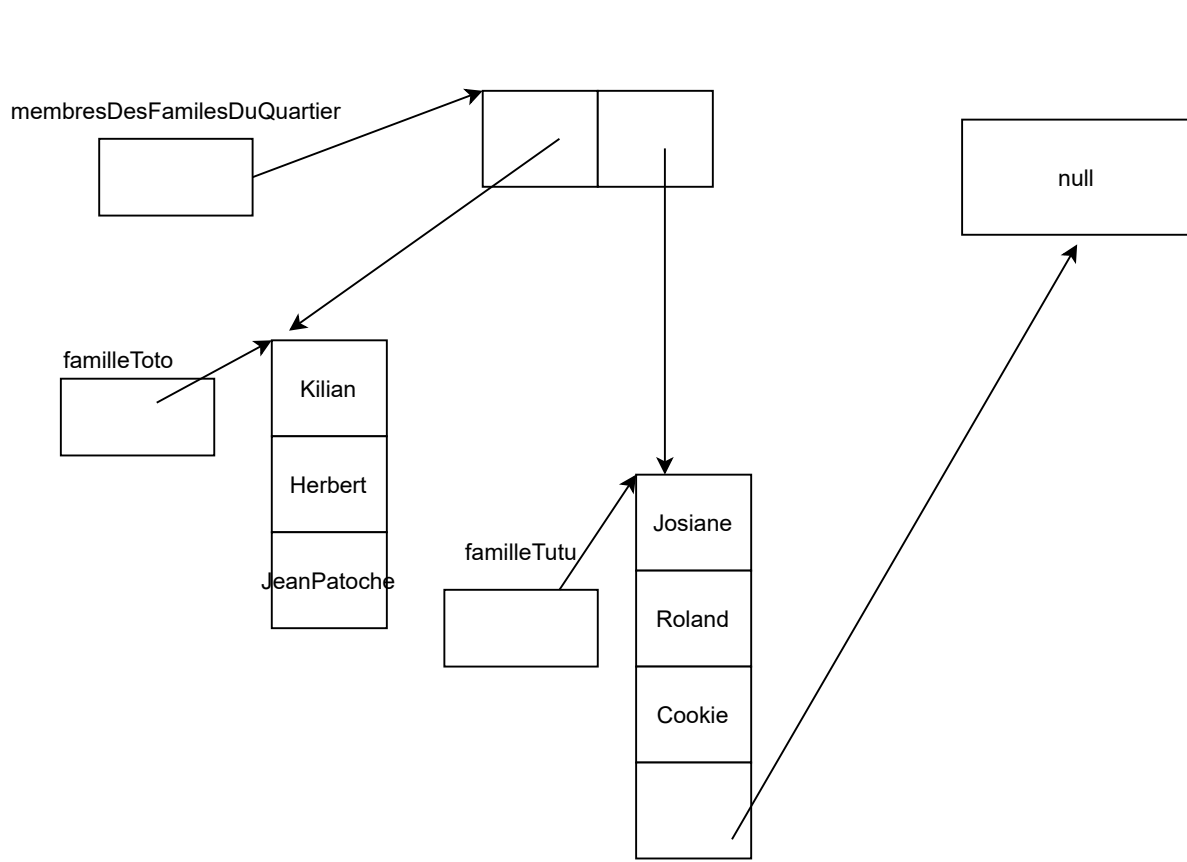 membresDesFamilesDuQuartier
null
familleToto
Kilian
Herbert
JeanPatoche
familleTutu
Josiane
Roland
Cookie